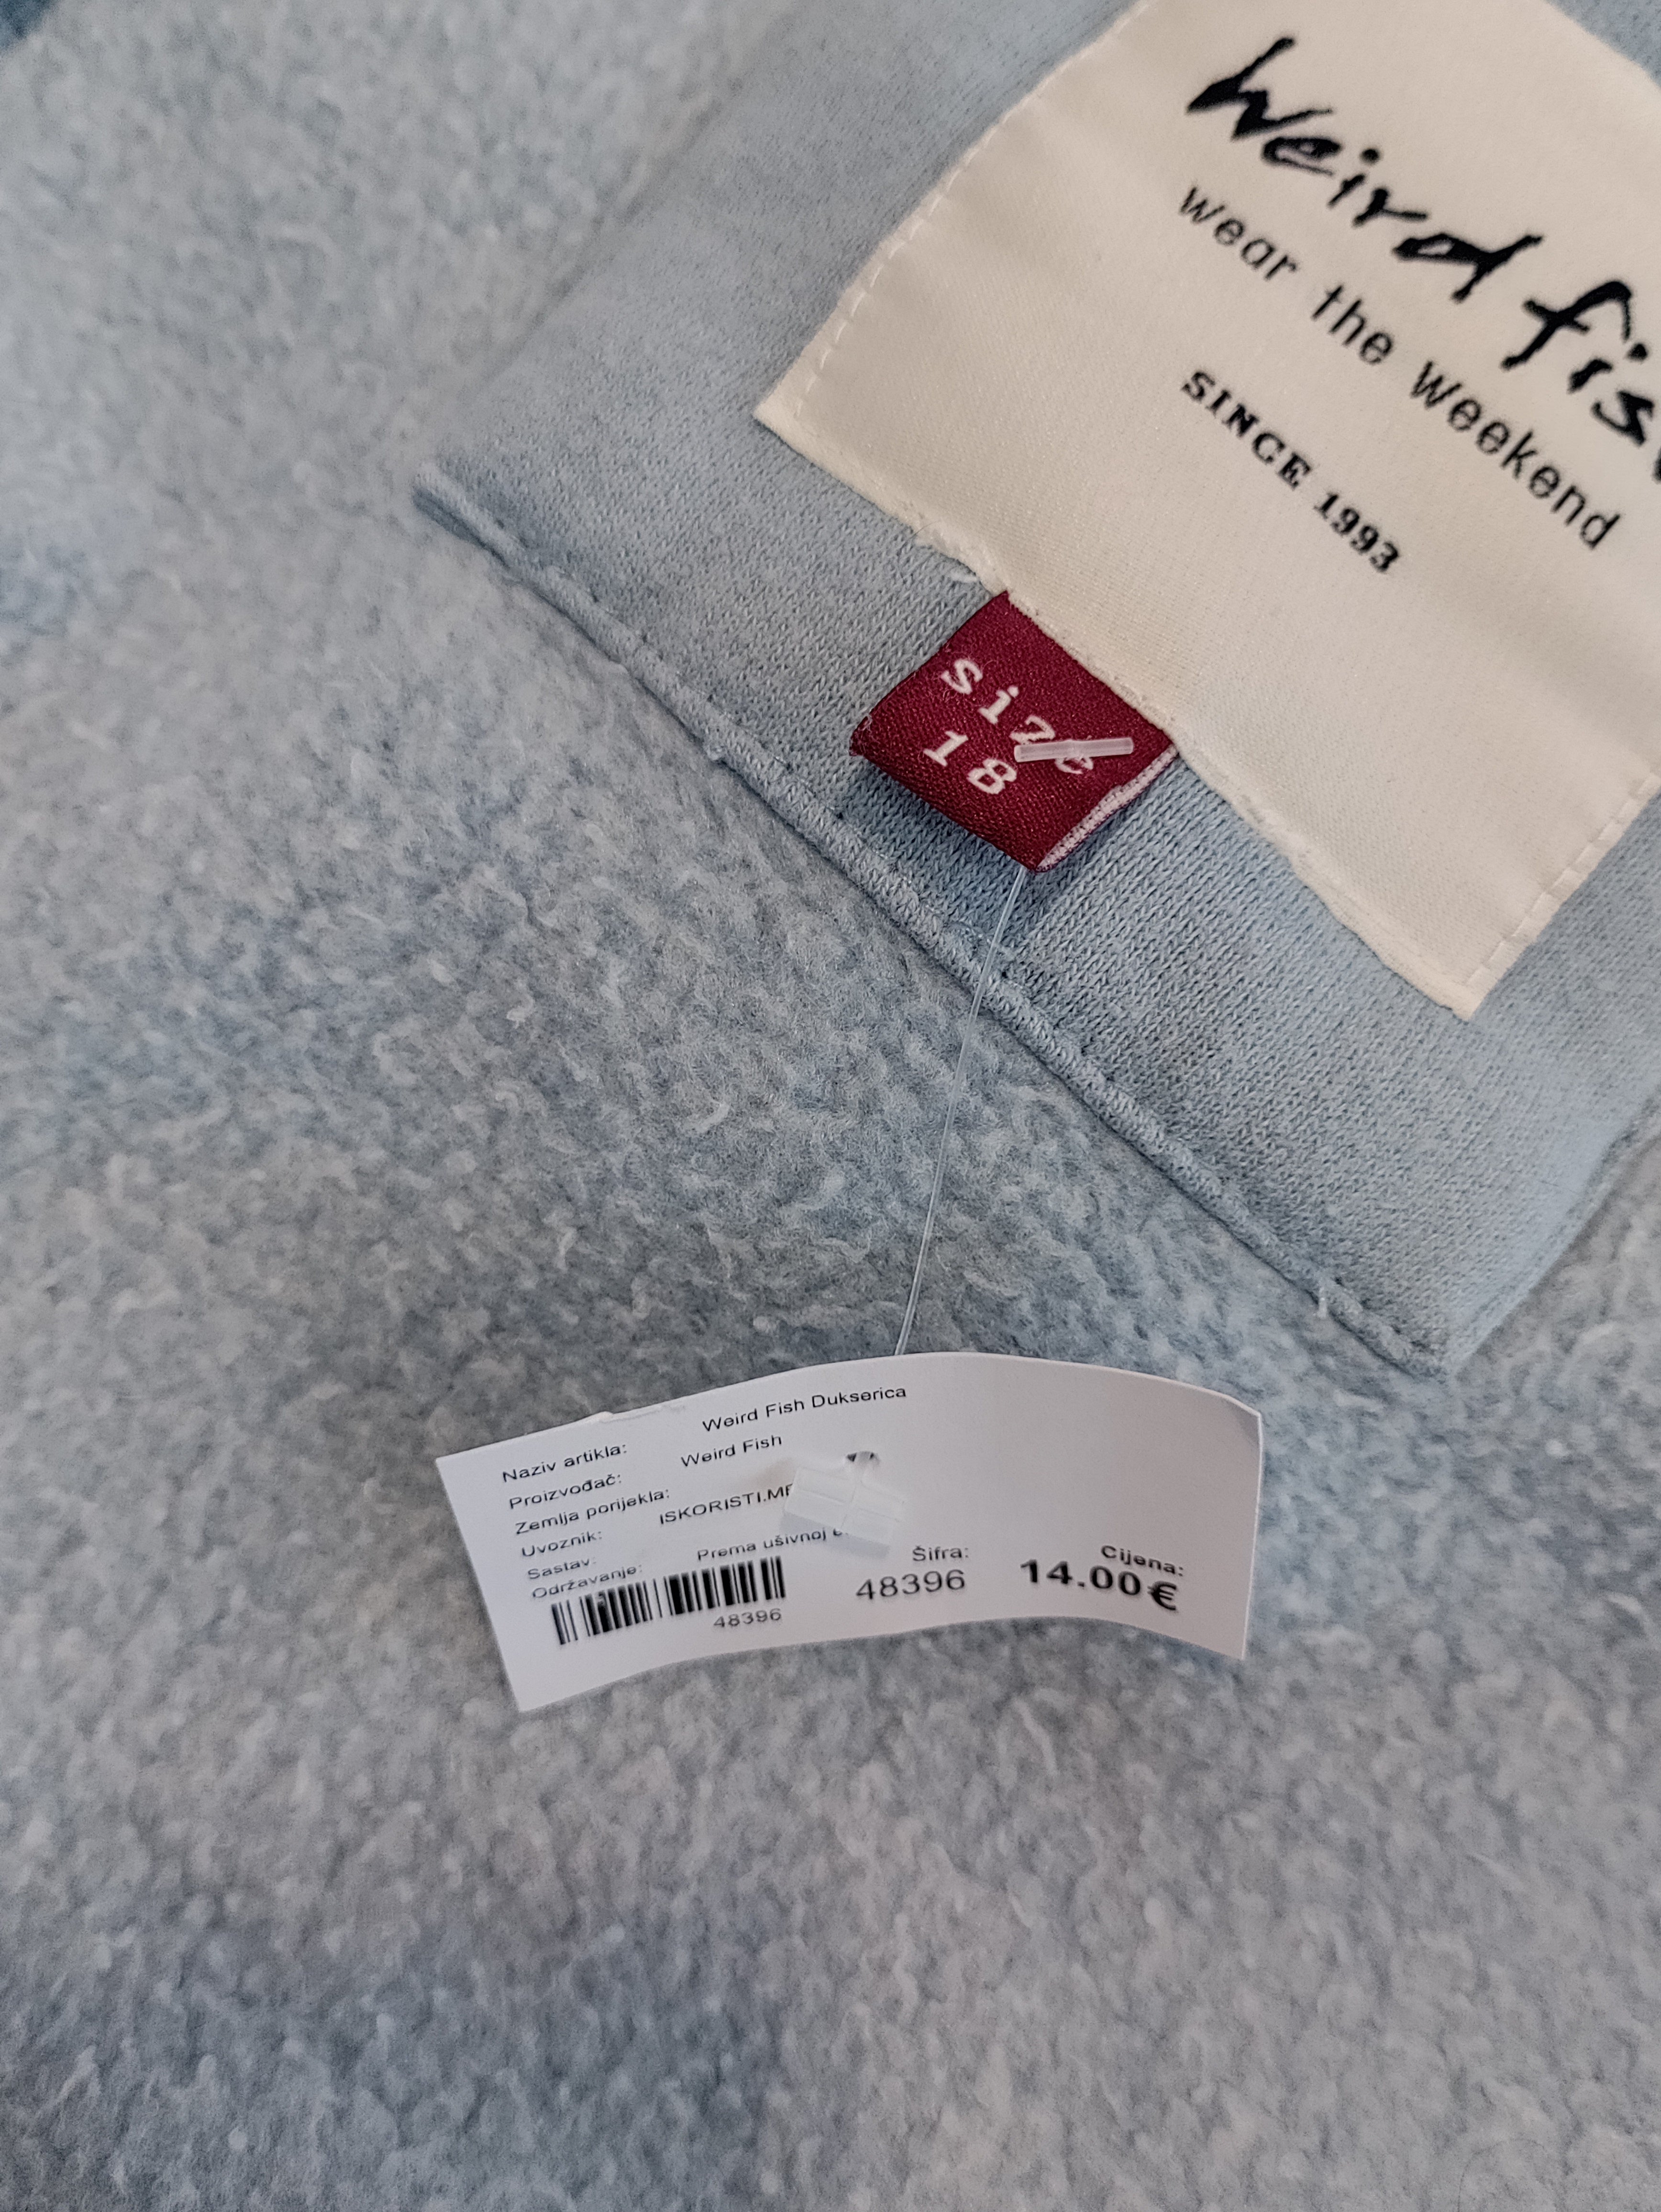 Weird fis
wear the weekend
SINCE 1993
size
18
Naziv artikla: Weird Fish Dukserica
Proizvođač: Weird Fish
Zemlja porijekla:
Uvoznik: ISKORISTI.ME
Sastav:
Održavanje: Prema ušivnoj
48396
Šifra:
48396
Cijena:
14.00€